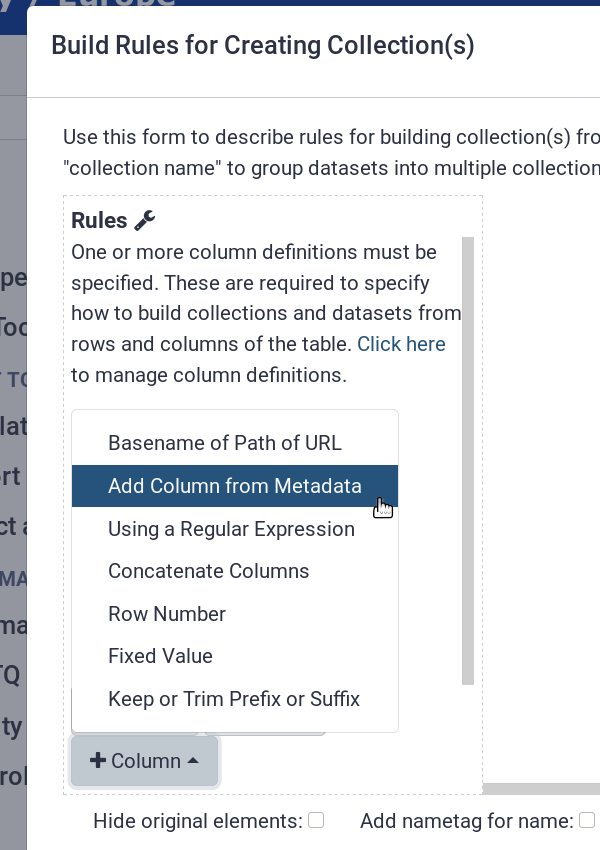 y / Europe
Build Rules for Creating Collection(s)
Use this form to describe rules for building collection(s) fro
"collection name" to group datasets into multiple collection
Rules
One or more column definitions must be
specified. These are required to specify
how to build collections and datasets from
rows and columns of the table. Click here
to manage column definitions.
Basename of Path of URL
Add Column from Metadata
Using a Regular Expression
Concatenate Columns
Row Number
Fixed Value
Keep or Trim Prefix or Suffix
Column
Hide original elements:
Add nametag for name: